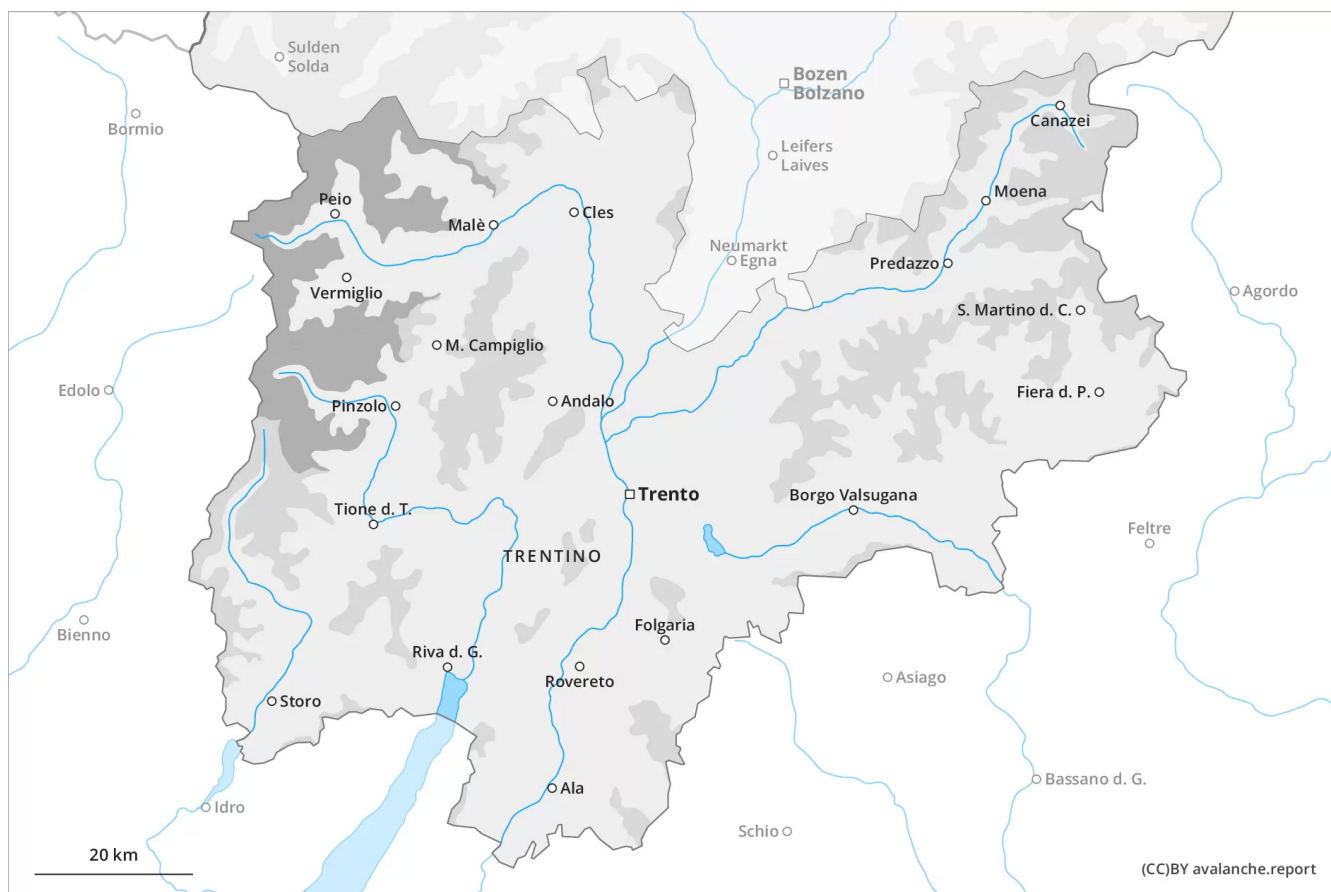 Sulden
Solda
Bozen
Bolzano
Bormio
Canazei
Leifers
Laives
Peio
Moena
Malè
Cles
Neumarkt
Egna
Predazzo
Vermiglio
Agordo
S. Martino d. C.
M. Campiglio
Edolo
Pinzolo
Andalo
Fiera d. P.
Trento
Borgo Valsugana
Tione d. T.
Feltre
TRENTINO
Bienno
Folgaria
Riva d. G.
Rovereto
Asiago
Storo
Bassano d. G.
Ala
Idro
Schio
20 km
(CC)BY avalanche.report